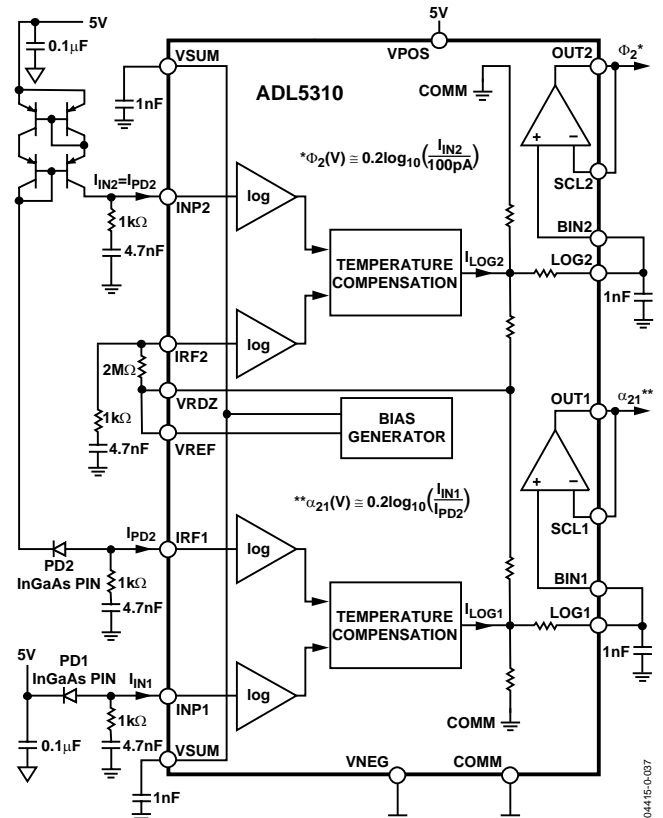 5V
5V
0.1μF
VSUM
VPOS
OUT2
Φ2*
1nF
ADL5310
COMM
*Φ2(V) ≅ 0.2log10(IIN2/100pA)
+
–
SCL2
IIN2=IPD2
INP2
log
BIN2
1kΩ
4.7nF
TEMPERATURE
COMPENSATION
ILOG2
LOG2
1nF
IRF2
log
2MΩ
VRDZ
OUT1
α21**
1kΩ
4.7nF
VREF
BIAS
GENERATOR
+
–
**α21(V) ≅ 0.2log10(IIN1/IPD2)
SCL1
IPD2
IRF1
log
PD2
InGaAs PIN
1kΩ
4.7nF
BIN1
TEMPERATURE
COMPENSATION
ILOG1
LOG1
1nF
5V
PD1
InGaAs PIN
IIN1
INP1
log
1kΩ
0.1μF
4.7nF
COMM
VSUM
1nF
VNEG
COMM
04415-0-037